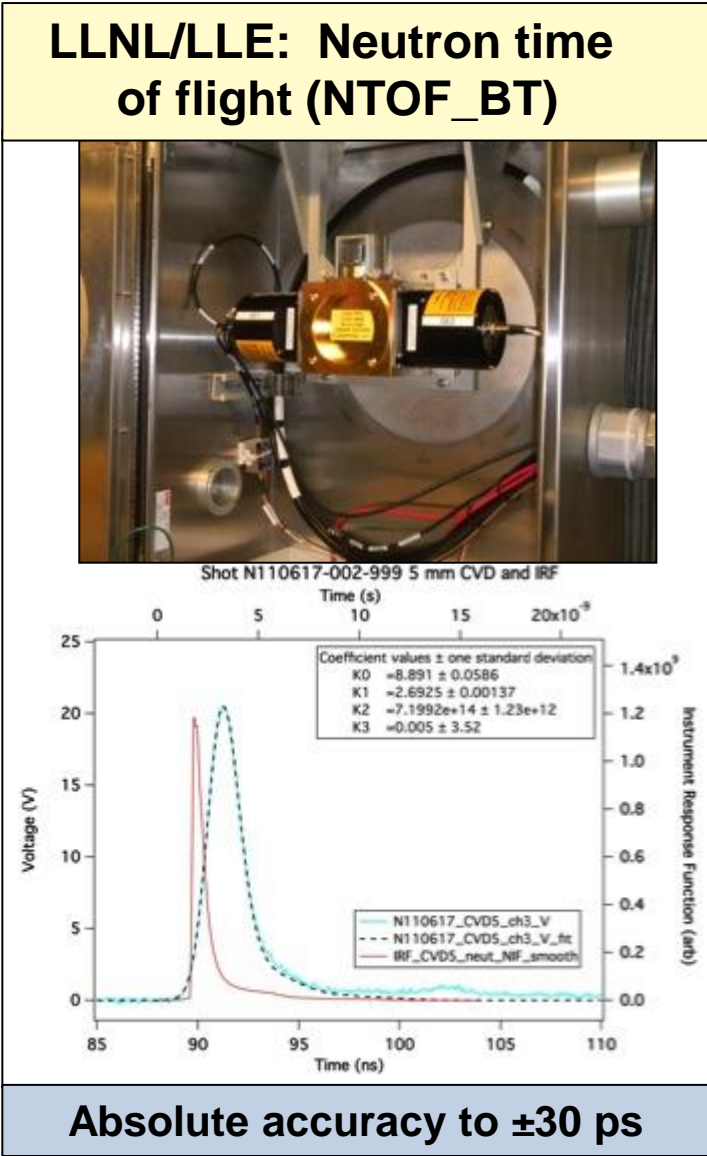 LLNL/LLE:  Neutron time
of flight (NTOF_BT)
Shot N110617-002-999 5 mm CVD and IRF
Time (s)
0 5 10 15 20x10-9
25
20
15
10
5
0
Voltage (V)
Coefficient values ± one standard deviation
K0 =8.891 ± 0.0586
K1 =2.6925 ± 0.00137
K2 =7.1992e+14 ± 1.23e+12
K3 =0.005 ± 3.52
1.4x10^9
1.2
1.0
0.8
0.6
0.4
0.2
0.0
Instrument Response Function (arb)
N110617_CVD5_ch3_V
N110617_CVD5_ch3_V_fit
IRF_CVD5_neut_NIF_smooth
85 90 95 100 105 110
Time (ns)
Absolute accuracy to ±30 ps